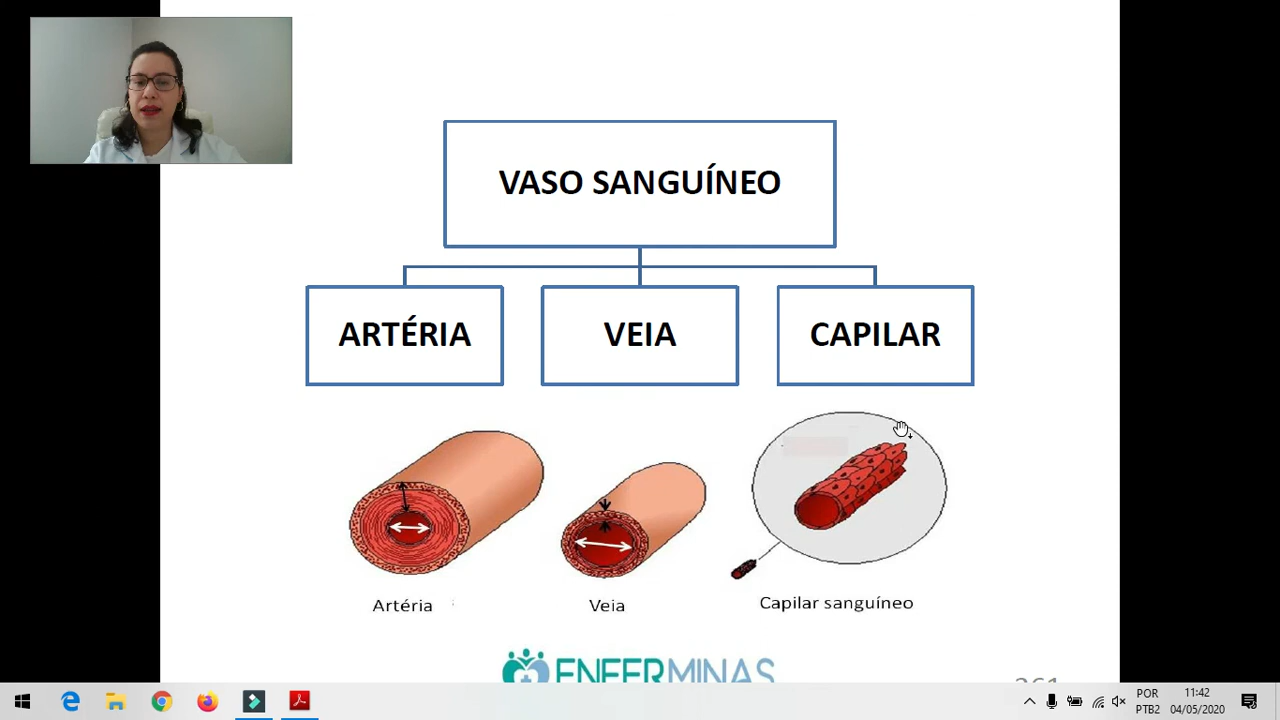 VASO SANGUÍNEO
ARTÉRIA
VEIA
CAPILAR
Artéria
Veia
Capilar sanguíneo
ENFERMINAS
POR
PTB2
11:42
04/05/2020